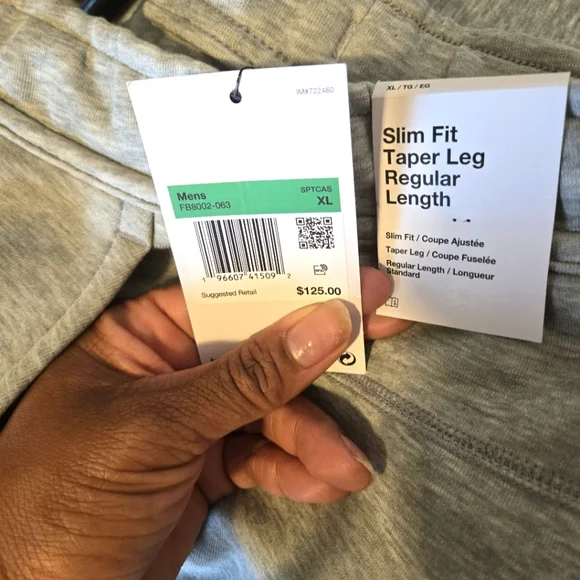 IM#722460
Mens
FB8002-063
SPTCAS
XL
1 96607 41509 2
Suggested Retail
$125.00
XL / TG / EG
Slim Fit
Taper Leg
Regular
Length
Slim Fit / Coupe Ajustée
Taper Leg / Coupe Fuselée
Regular Length / Longueur
Standard